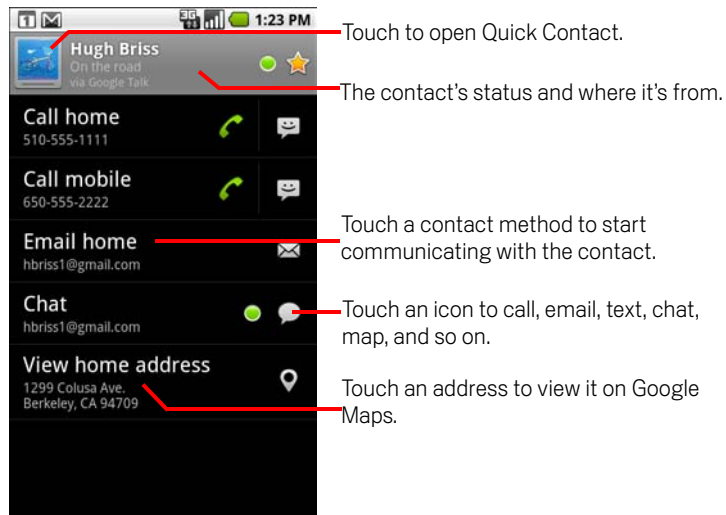 1 1:23 PM
3G
Hugh Briss
On the road
via Google Talk
Call home
510-555-1111
Call mobile
650-555-2222
Email home
hbriss1@gmail.com
Chat
hbriss1@gmail.com
View home address
1299 Colusa Ave.
Berkeley, CA 94709
Touch to open Quick Contact.
The contact’s status and where it’s from.
Touch a contact method to start
communicating with the contact.
Touch an icon to call, email, text, chat,
map, and so on.
Touch an address to view it on Google
Maps.